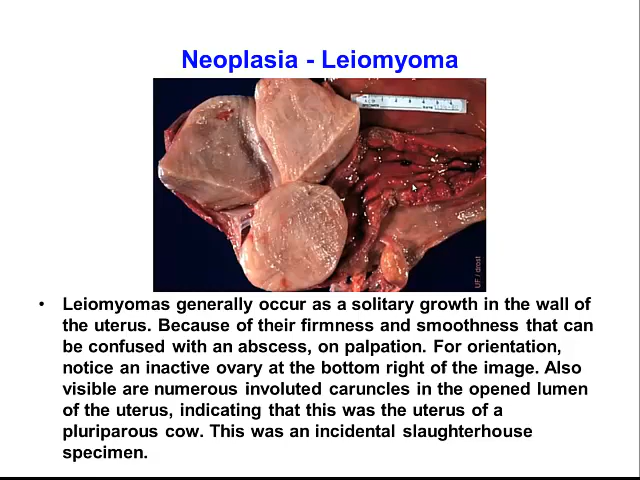 Neoplasia - Leiomyoma
UF / drost
• Leiomyomas generally occur as a solitary growth in the wall of
the uterus. Because of their firmness and smoothness that can
be confused with an abscess, on palpation. For orientation,
notice an inactive ovary at the bottom right of the image. Also
visible are numerous involuted caruncles in the opened lumen
of the uterus, indicating that this was the uterus of a
pluriparous cow. This was an incidental slaughterhouse
specimen.